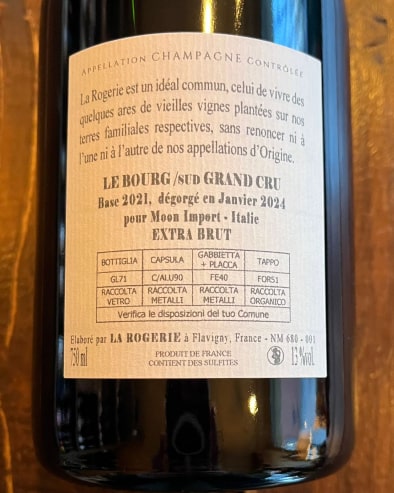 APPELLATION CHAMPAGNE CONTRÔLÉE
La Rogerie est un idéal commun, celui de vivre des
quelques ares de vieilles vignes plantées sur nos
terres familiales respectives, sans renoncer ni à
l'une ni à l'autre de nos appellations d'Origine.
LE BOURG /SUD GRAND CRU
Base 2021, dégorgé en Janvier 2024
pour Moon Import - Italie
EXTRA BRUT
BOTTIGLIA CAPSULA GABBIETTA + PLACCA TAPPO
GL71 C/ALU90 FE40 FOR51
RACCOLTA VETRO RACCOLTA METALLI RACCOLTA METALLI RACCOLTA ORGANICO
Verifica le disposizioni del tuo Comune
Elaboré par LA ROGERIE à Flavigny, France - NM 680 - 001
750 ml PRODUIT DE FRANCE 13 %vol.
CONTIENT DES SULFITES